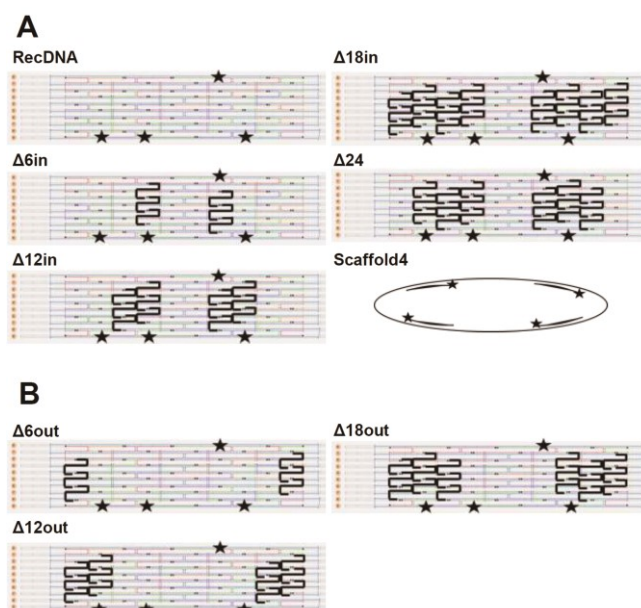 A
RecDNA
Δ18in
Δ6in
Δ24
Δ12in
Scaffold4
B
Δ6out
Δ18out
Δ12out